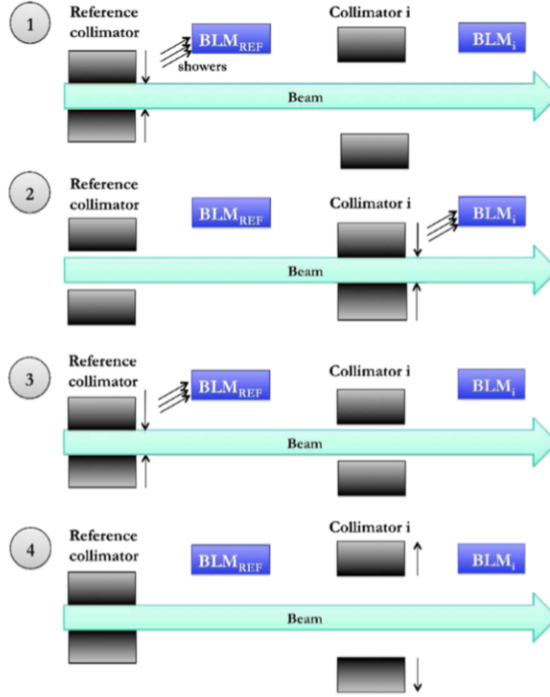 1
Reference
collimator
BLM_REF
showers
Collimator i
BLM_i
Beam
2
Reference
collimator
BLM_REF
Collimator i
BLM_i
Beam
3
Reference
collimator
BLM_REF
Collimator i
BLM_i
Beam
4
Reference
collimator
BLM_REF
Collimator i
BLM_i
Beam